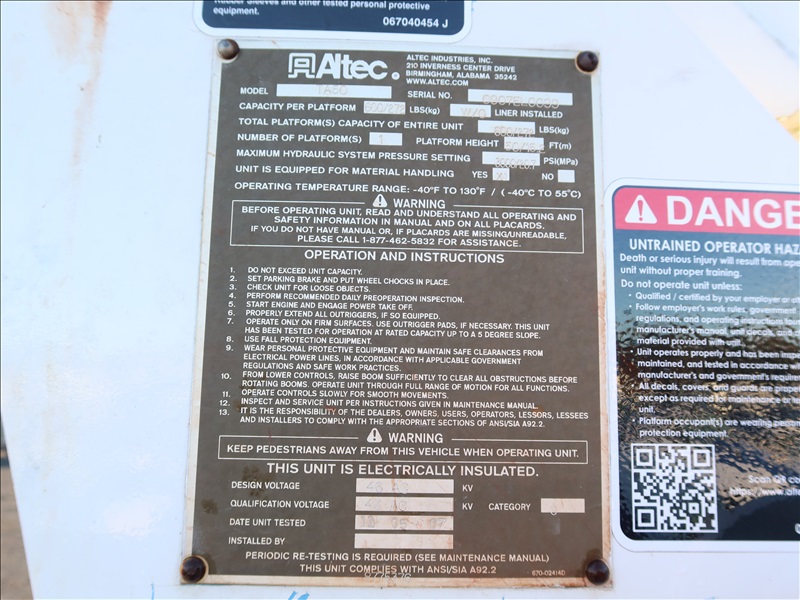 Rubber Sleeves and other tested personal protective
equipment.
067040454 J
Altec.
ALTEC INDUSTRIES, INC.
210 INVERNESS CENTER DRIVE
BIRMINGHAM, ALABAMA 35242
WWW.ALTEC.COM
MODEL TA50 SERIAL NO.
CAPACITY PER PLATFORM LBS(kg) W/O LINER INSTALLED
TOTAL PLATFORM(S) CAPACITY OF ENTIRE UNIT LBS(kg)
NUMBER OF PLATFORM(S) 1 PLATFORM HEIGHT FT(m)
MAXIMUM HYDRAULIC SYSTEM PRESSURE SETTING PSI(MPa)
UNIT IS EQUIPPED FOR MATERIAL HANDLING YES X NO
OPERATING TEMPERATURE RANGE: -40°F TO 130°F / ( -40°C TO 55°C)
WARNING
BEFORE OPERATING UNIT, READ AND UNDERSTAND ALL OPERATING AND
SAFETY INFORMATION IN MANUAL AND ON ALL PLACARDS.
IF YOU DO NOT HAVE MANUAL OR, IF PLACARDS ARE MISSING/UNREADABLE,
PLEASE CALL 1-877-462-5832 FOR ASSISTANCE.
OPERATION AND INSTRUCTIONS
1. DO NOT EXCEED UNIT CAPACITY.
2. SET PARKING BRAKE AND PUT WHEEL CHOCKS IN PLACE.
3. CHECK UNIT FOR LOOSE OBJECTS.
4. PERFORM RECOMMENDED DAILY PREOPERATION INSPECTION.
5. START ENGINE AND ENGAGE POWER TAKE OFF.
6. PROPERLY EXTEND ALL OUTRIGGERS, IF SO EQUIPPED.
7. OPERATE ONLY ON FIRM SURFACES. USE OUTRIGGER PADS, IF NECESSARY. THIS UNIT
HAS BEEN TESTED FOR OPERATION AT RATED CAPACITY UP TO A 5 DEGREE SLOPE.
8. USE FALL PROTECTION EQUIPMENT.
9. WEAR PERSONAL PROTECTIVE EQUIPMENT AND MAINTAIN SAFE CLEARANCES FROM
ELECTRICAL POWER LINES, IN ACCORDANCE WITH APPLICABLE GOVERNMENT
REGULATIONS AND SAFE WORK PRACTICES.
10. FROM LOWER CONTROLS, RAISE BOOM SUFFICIENTLY TO CLEAR ALL OBSTRUCTIONS BEFORE
ROTATING BOOMS. OPERATE UNIT THROUGH FULL RANGE OF MOTION FOR ALL FUNCTIONS.
11. OPERATE CONTROLS SLOWLY FOR SMOOTH MOVEMENTS.
12. INSPECT AND SERVICE UNIT PER INSTRUCTIONS GIVEN IN MAINTENANCE MANUAL.
13. IT IS THE RESPONSIBILITY OF THE DEALERS, OWNERS, USERS, OPERATORS, LESSORS, LESSEES
AND INSTALLERS TO COMPLY WITH THE APPROPRIATE SECTIONS OF ANSI/SIA A92.2.
WARNING
KEEP PEDESTRIANS AWAY FROM THIS VEHICLE WHEN OPERATING UNIT.
THIS UNIT IS ELECTRICALLY INSULATED.
DESIGN VOLTAGE KV
QUALIFICATION VOLTAGE KV CATEGORY
DATE UNIT TESTED
INSTALLED BY
PERIODIC RE-TESTING IS REQUIRED (SEE MAINTENANCE MANUAL)
THIS UNIT COMPLIES WITH ANSI/SIA A92.2
670-02414D
DANGE
UNTRAINED OPERATOR HAZ
Death or serious injury will result from ope
unit without proper training.
Do not operate unless:
• Qualified / certified by your employer or ot
• Follow employer's work rules, government
regulations, and operating instructions
manufacturer's manual, unit decals, and
material provided with unit.
• Unit operates properly and has been inspe
maintained, and tested in accordance wi
manufacturer's and government's require
• All decals, covers, and guards are
except as required for maintenance or te
unit.
• Platform occupant(s) are wearing
protection equipment.
Scan QR co
https://www.alt